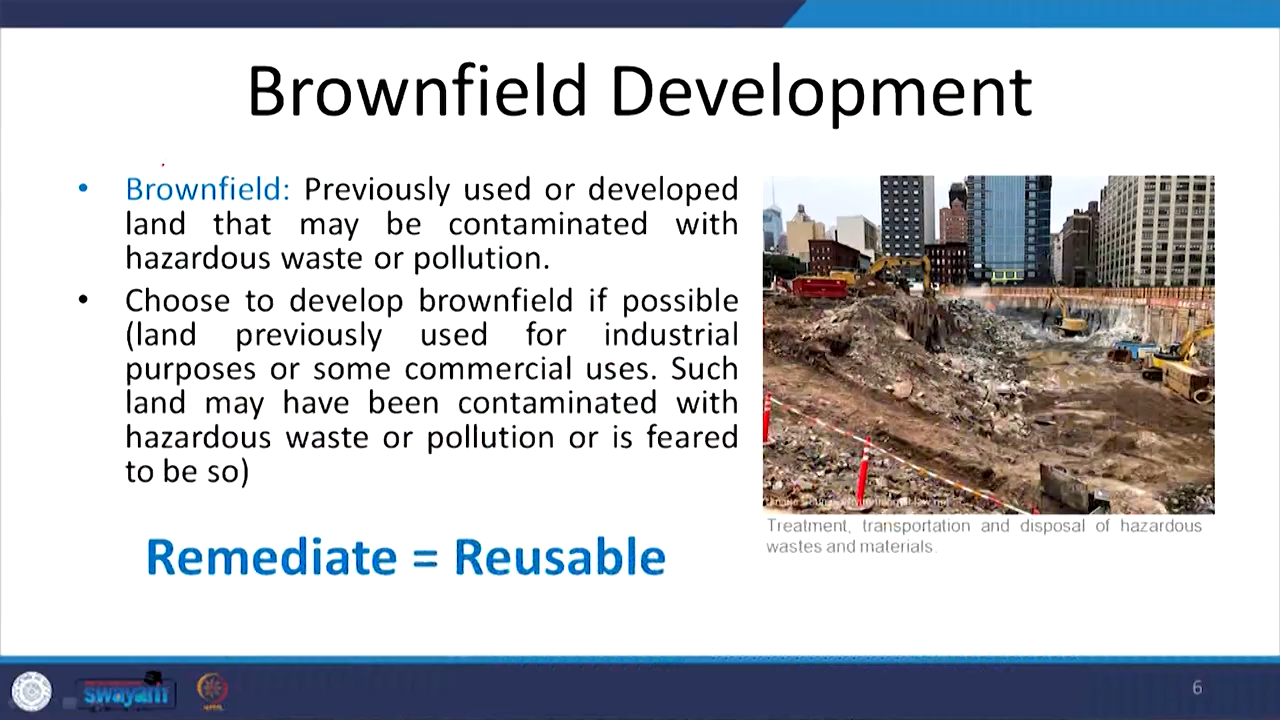 Brownfield Development
• Brownfield: Previously used or developed
land that may be contaminated with
hazardous waste or pollution.
• Choose to develop brownfield if possible
(land previously used for industrial
purposes or some commercial uses. Such
land may have been contaminated with
hazardous waste or pollution or is feared
to be so)
Remediate = Reusable
Treatment, transportation and disposal of hazardous
wastes and materials.
swayam
6